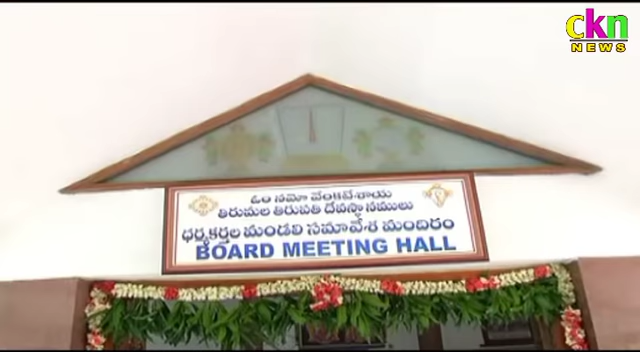 ckn
NEWS
ఓం నమో వేంకటేశాయ
తిరుమల తిరుపతి దేవస్థానములు
ధర్మకర్తల మండలి సమావేశ మందిరం
BOARD MEETING HALL